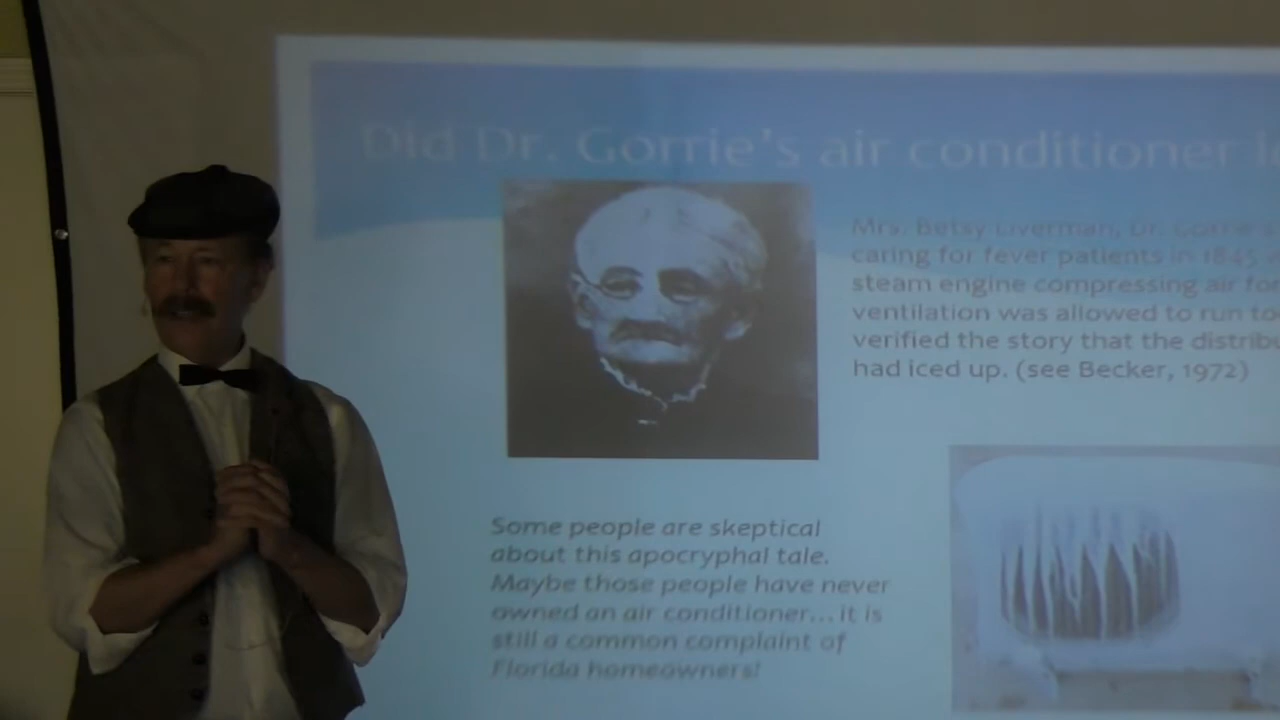 Did Dr. Gorrie's air conditioner
Mrs. Betsy Liverman, Dr. Gorrie's
caring for fever patients in 1845
steam engine compressing air for
ventilation was allowed to run
verified the story that the
had iced up. (see Becker, 1972)
Some people are skeptical
about this apocryphal tale.
Maybe those people have never
owned an air conditioner... it is
still a common complaint of
Florida homeowners!